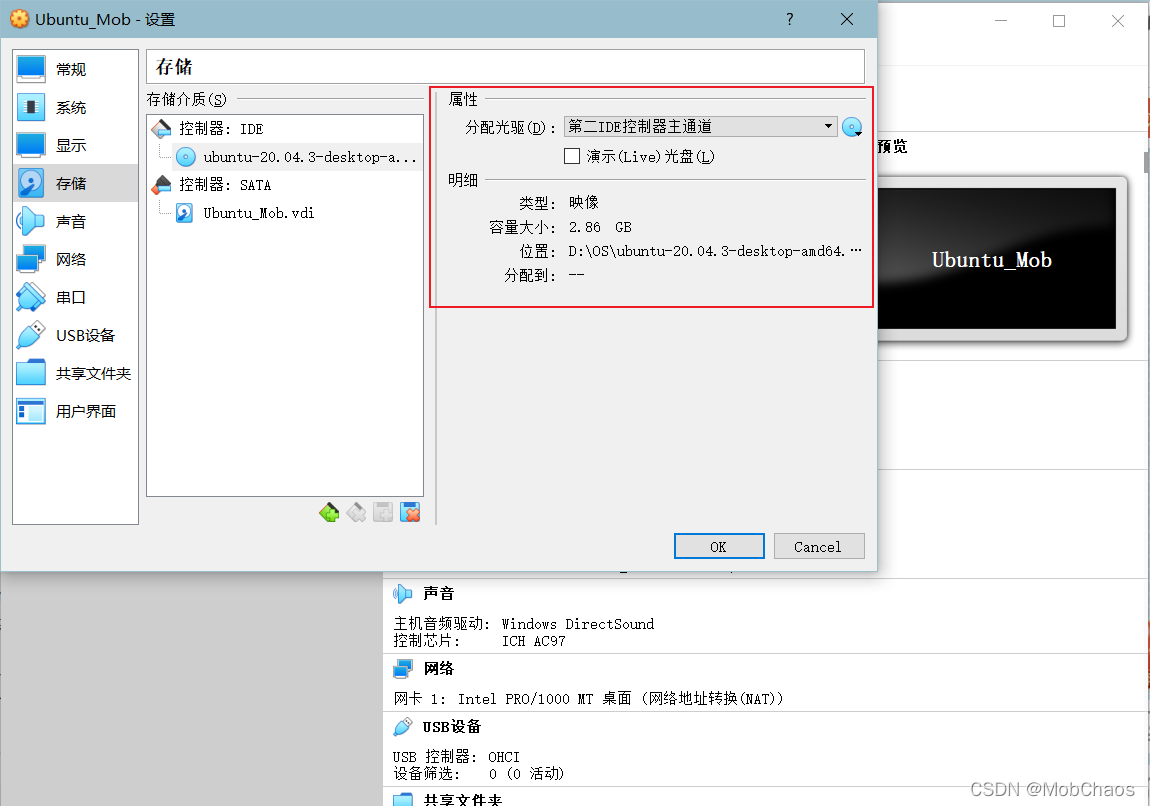 Ubuntu_Mob - 设置
?
常规
系统
显示
存储
声音
网络
串口
USB设备
共享文件夹
用户界面
存储
存储介质(S)
控制器: IDE
ubuntu-20.04.3-desktop-a...
控制器: SATA
Ubuntu_Mob.vdi
属性
分配光驱(D): 第二IDE控制器主通道
演示(Live)光盘(L)
明细
类型: 映像
容量大小: 2.86 GB
位置: D:\OS\ubuntu-20.04.3-desktop-amd64.…
分配到: --
OK
Cancel
预览
Ubuntu_Mob
声音
主机音频驱动: Windows DirectSound
控制芯片: ICH AC97
网络
网卡 1: Intel PRO/1000 MT 桌面 (网络地址转换(NAT))
USB设备
USB 控制器: OHCI
设备筛选: 0 (0 活动)
共享文件夹
CSDN @MobChaos